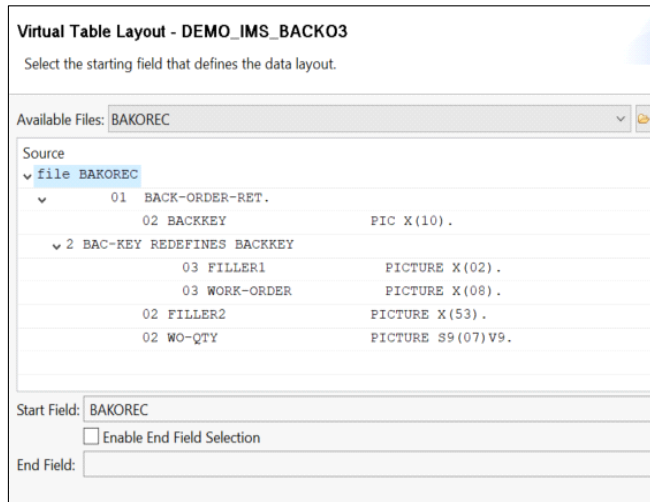 Virtual Table Layout - DEMO_IMS_BACKO3
Select the starting field that defines the data layout.
Available Files: BAKOREC
Source
file BAKOREC
01 BACK-ORDER-RET.
02 BACKKEY PIC X(10).
2 BAC-KEY REDEFINES BACKKEY
03 FILLER1 PICTURE X(02).
03 WORK-ORDER PICTURE X(08).
02 FILLER2 PICTURE X(53).
02 WO-QTY PICTURE S9(07)V9.
Start Field: BAKOREC
Enable End Field Selection
End Field: